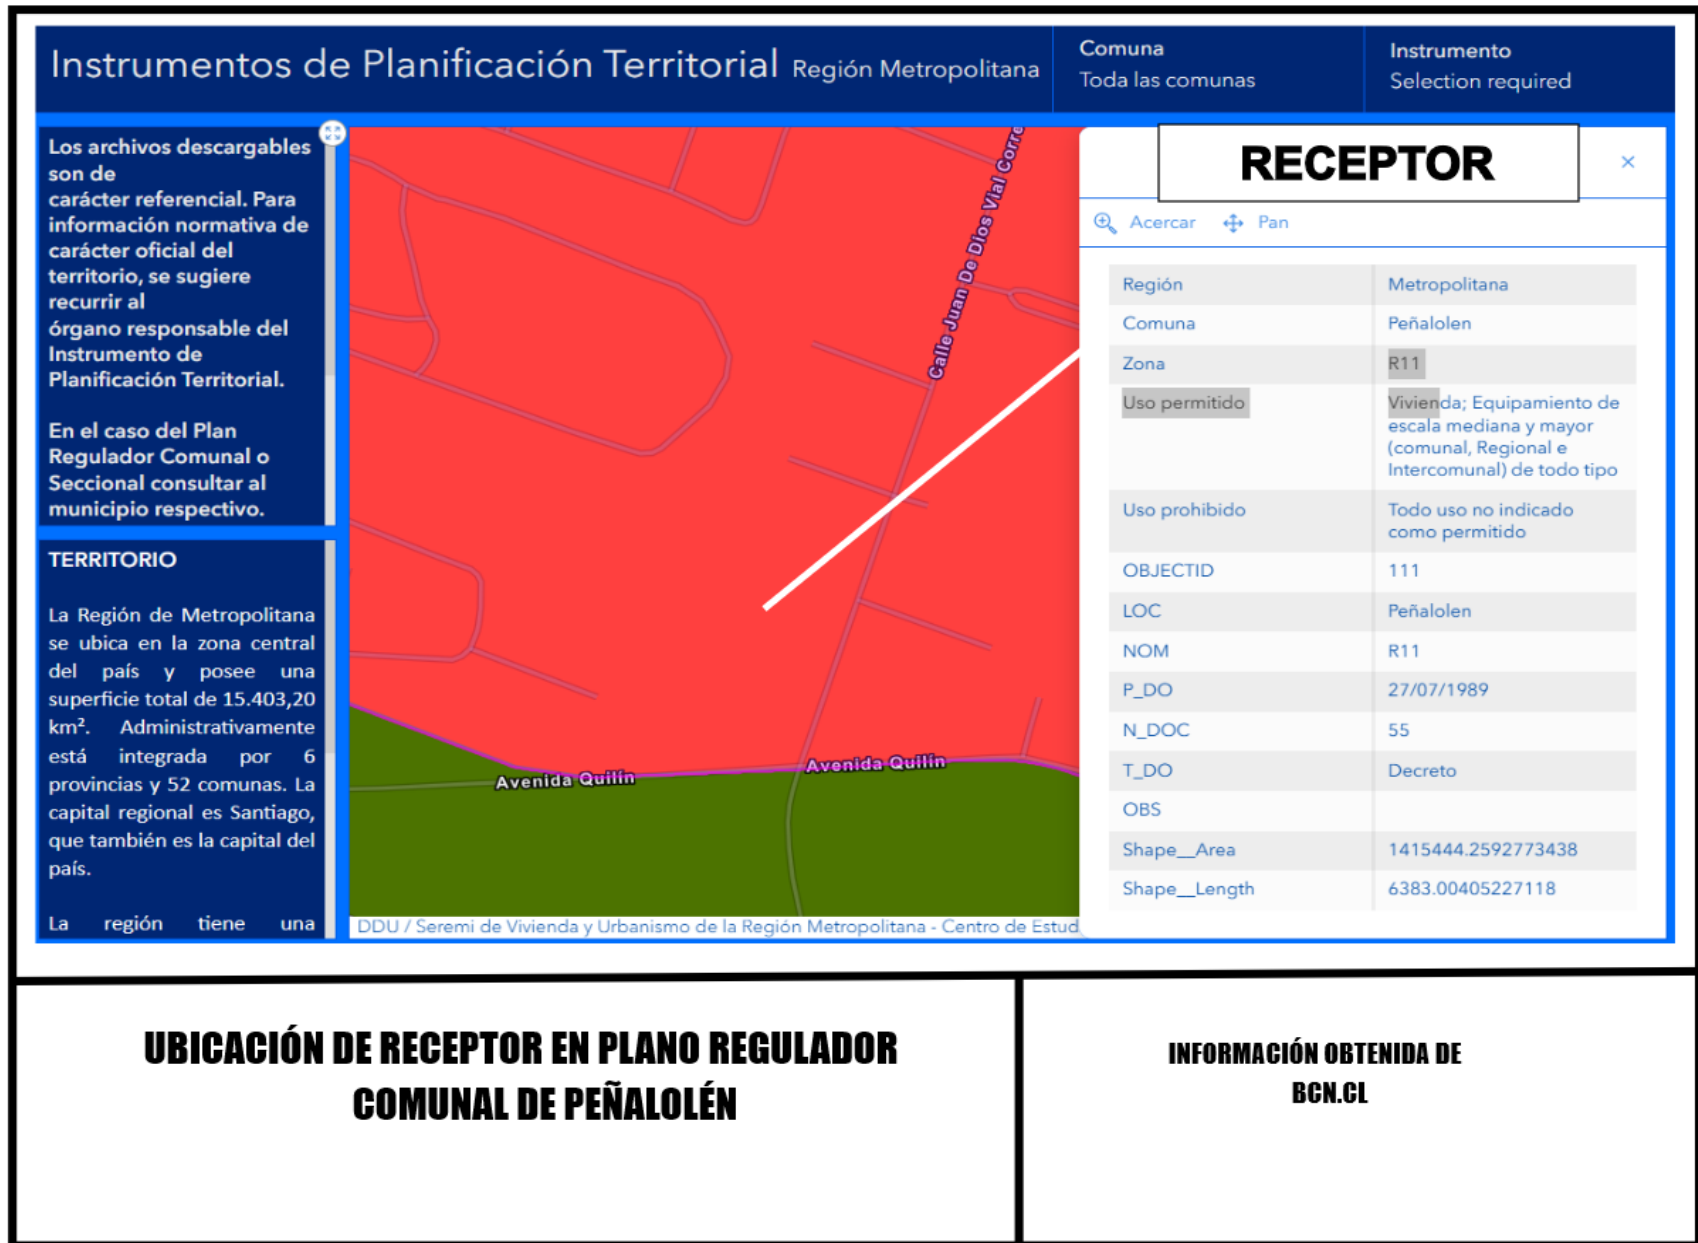 Instrumentos de Planificación Territorial Región Metropolitana
Comuna
Toda las comunas
Instrumento
Selection required
Los archivos descargables
son de
carácter referencial. Para
información normativa de
carácter oficial del
territorio, se sugiere
recurrir al
órgano responsable del
Instrumento de
Planificación Territorial.
En el caso del Plan
Regulador Comunal o
Seccional consultar al
municipio respectivo.
TERRITORIO
La Región de Metropolitana
se ubica en la zona central
del país y posee una
superficie total de 15.403,20
km². Administrativamente
está integrada por 6
provincias y 52 comunas. La
capital regional es Santiago,
que también es la capital del
país.
La región tiene una
Calle Juan De Dios Vial Corre
Avenida Quilín
Avenida Quilín
DDU / Seremi de Vivienda y Urbanismo de la Región Metropolitana - Centro de Estud
RECEPTOR
×
Acercar Pan
Región Metropolitana
Comuna Peñalolen
Zona R11
Uso permitido Vivienda; Equipamiento de
escala mediana y mayor
(comunal, Regional e
Intercomunal) de todo tipo
Uso prohibido Todo uso no indicado
como permitido
OBJECTID 111
LOC Peñalolen
NOM R11
P_DO 27/07/1989
N_DOC 55
T_DO Decreto
OBS
Shape__Area 1415444.2592773438
Shape__Length 6383.00405227118
UBICACIÓN DE RECEPTOR EN PLANO REGULADOR
COMUNAL DE PEÑALOLÉN
INFORMACIÓN OBTENIDA DE
BCN.CL